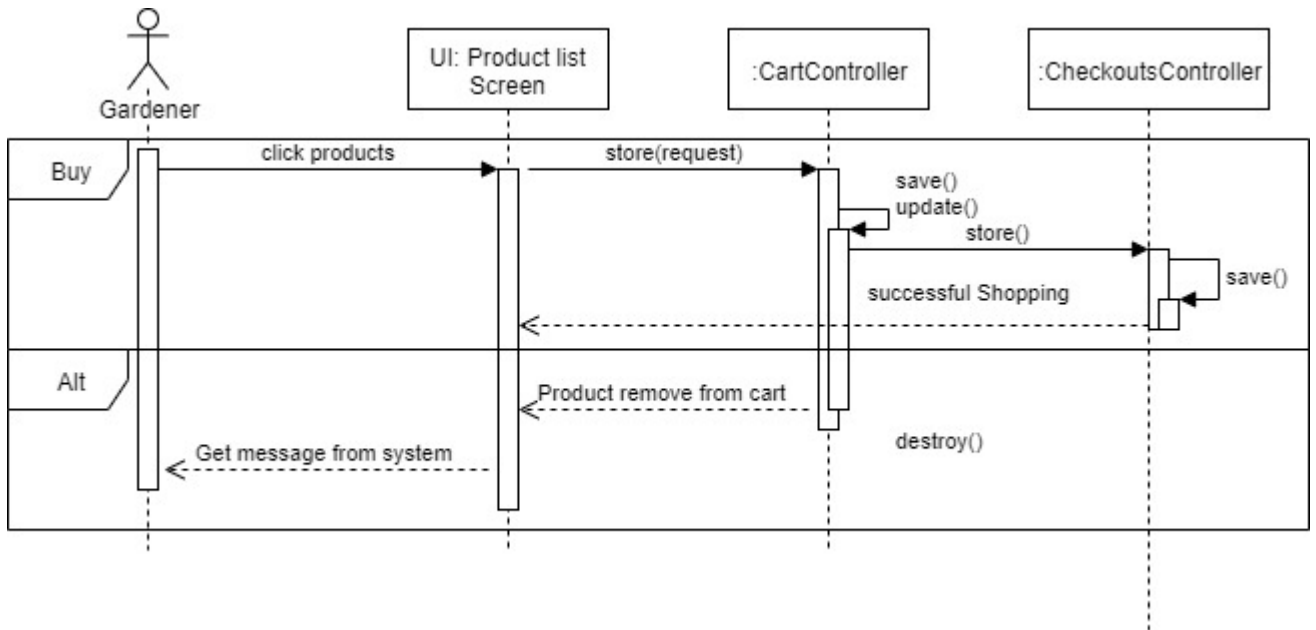 Gardener
UI: Product list
Screen
:CartController
:CheckoutsController
Buy
click products
store(request)
save()
update()
store()
save()
successful Shopping
Alt
Product remove from cart
destroy()
Get message from system